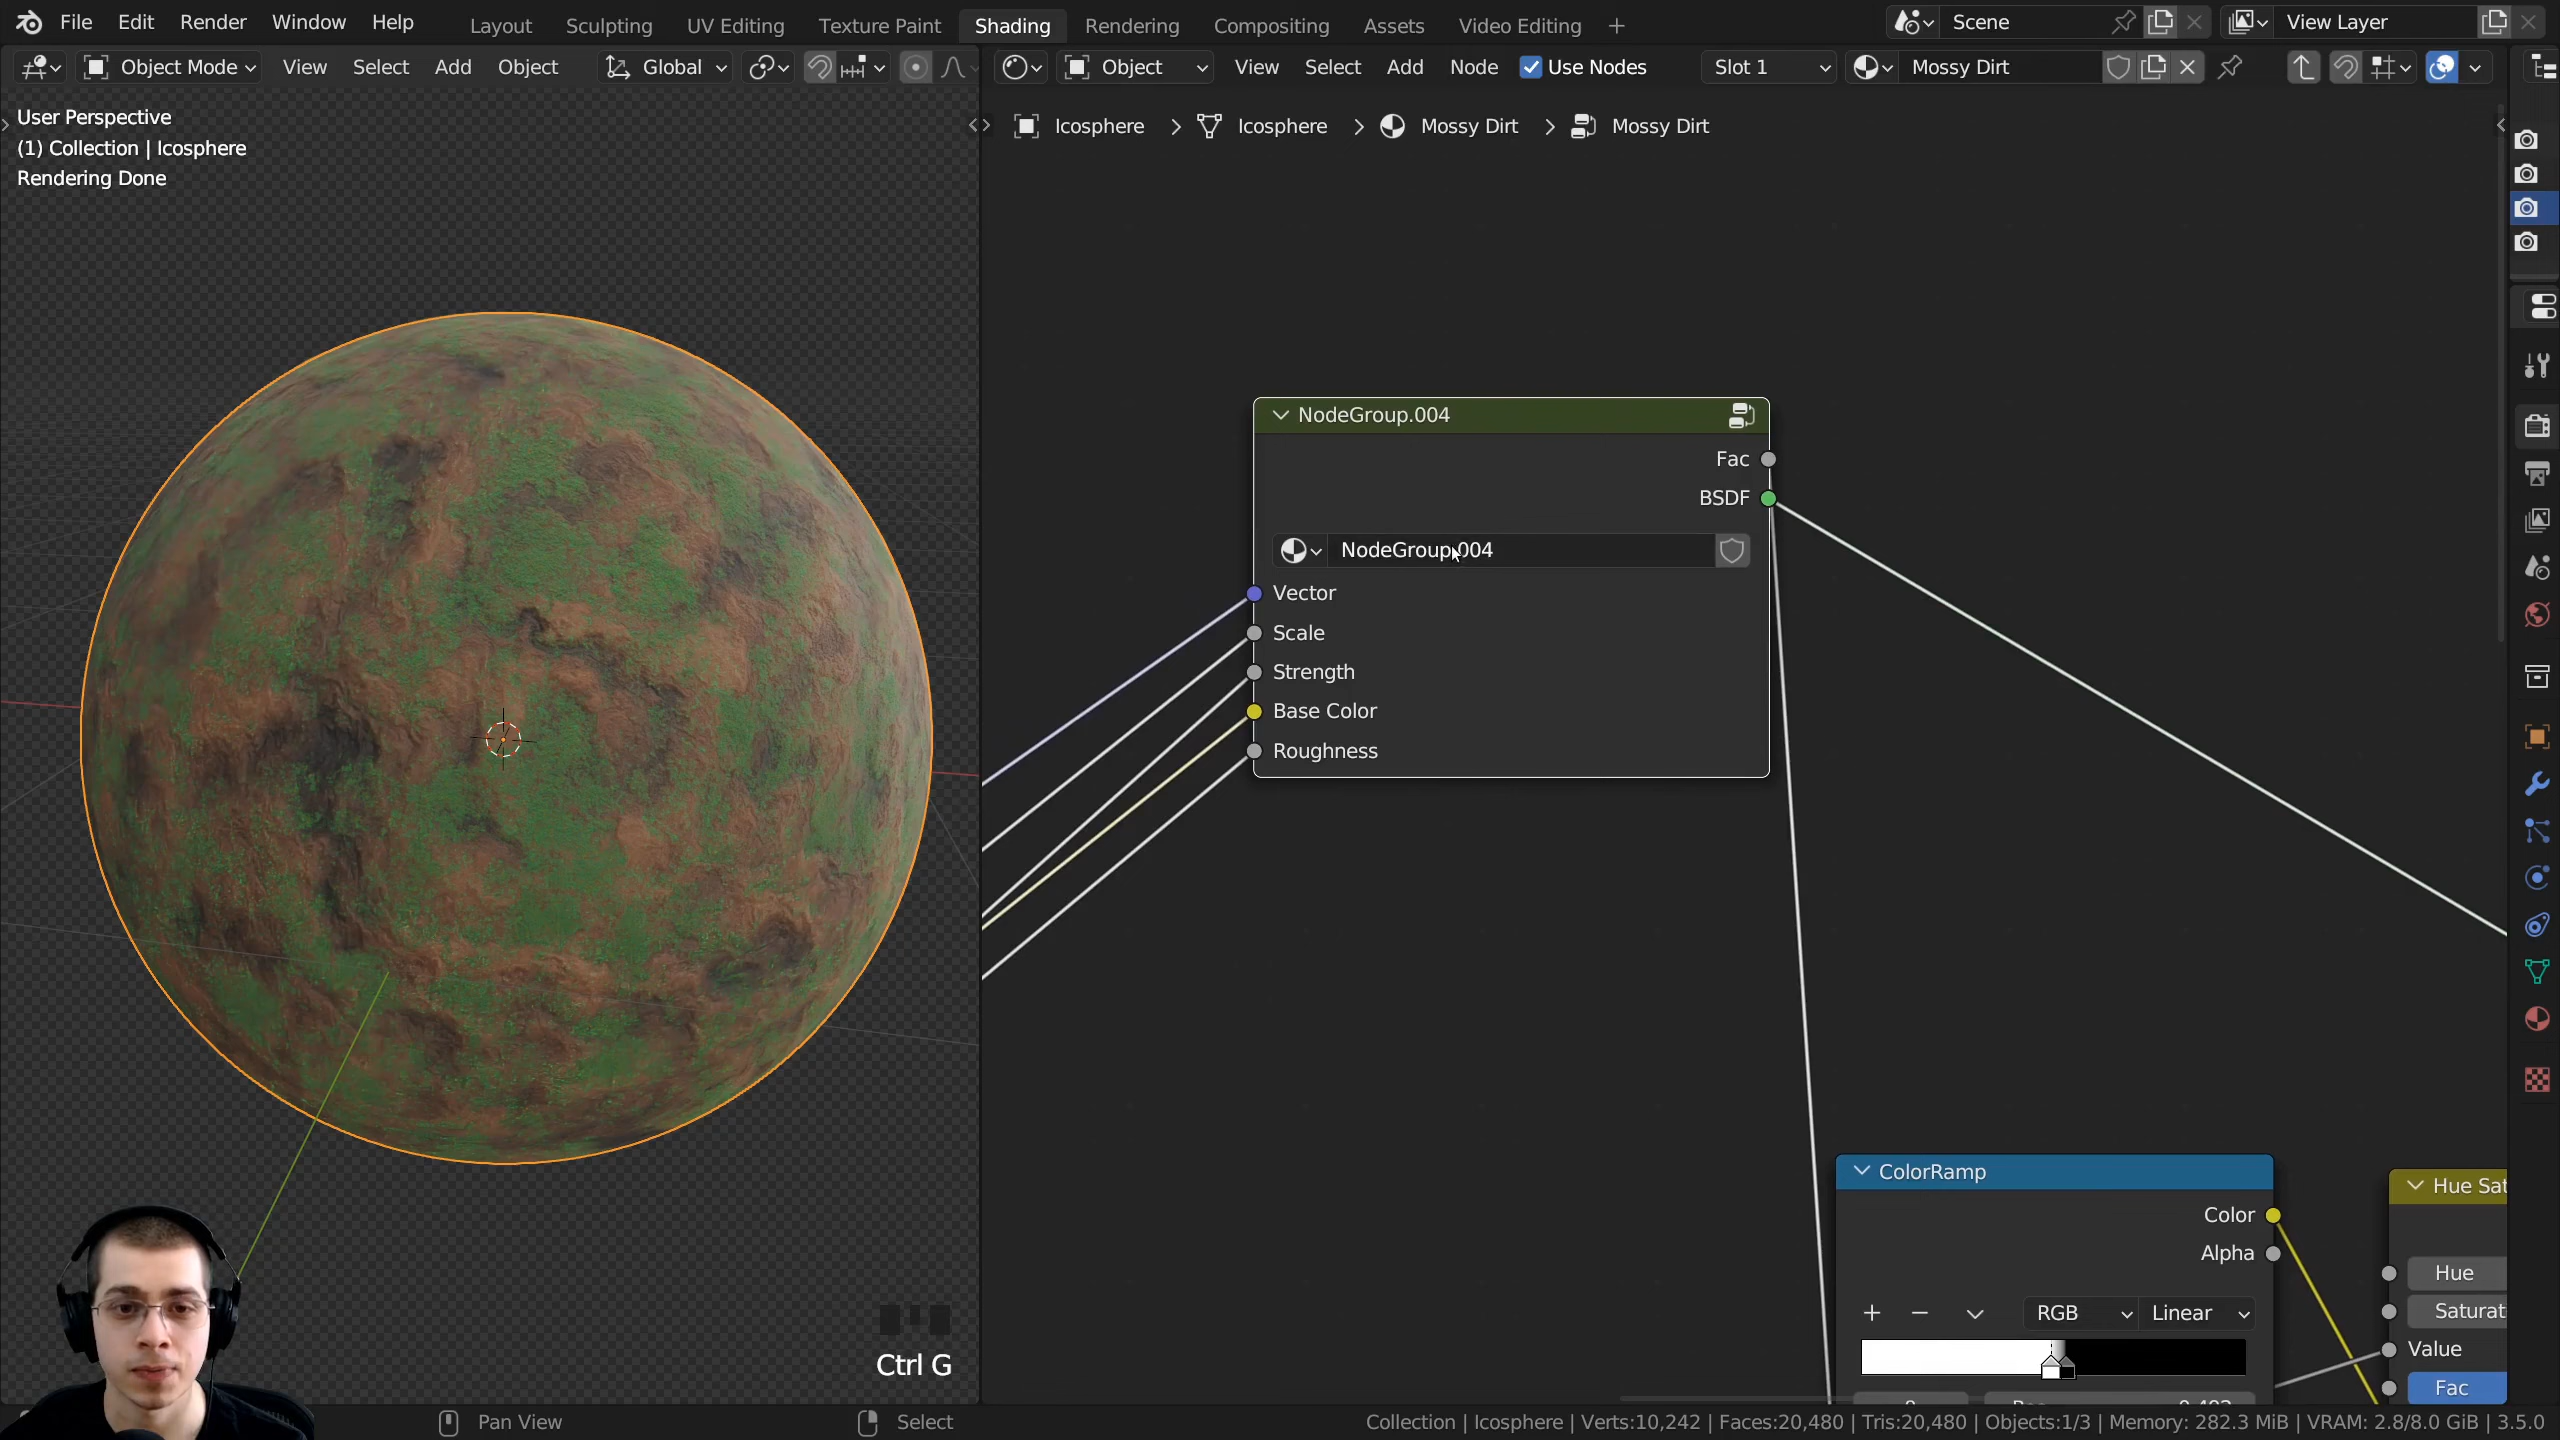 File Edit Render Window Help Layout Sculpting UV Editing Texture Paint Shading Rendering Compositing Assets Video Editing + Scene View Layer
Object Mode View Select Add Object Global Object View Select Add Node Use Nodes Slot 1 Mossy Dirt
User Perspective
(1) Collection | Icosphere
Rendering Done
Icosphere > Icosphere > Mossy Dirt > Mossy Dirt
NodeGroup.004
Fac
BSDF
NodeGroup.004
Vector
Scale
Strength
Base Color
Roughness
ColorRamp
Color
Alpha
RGB Linear
Hue Sat
Hue
Saturat
Value
Fac
Ctrl G
Pan View Select Collection | Icosphere | Verts:10,242 | Faces:20,480 | Tris:20,480 | Objects:1/3 | Memory: 282.3 MiB | VRAM: 2.8/8.0 GiB | 3.5.0